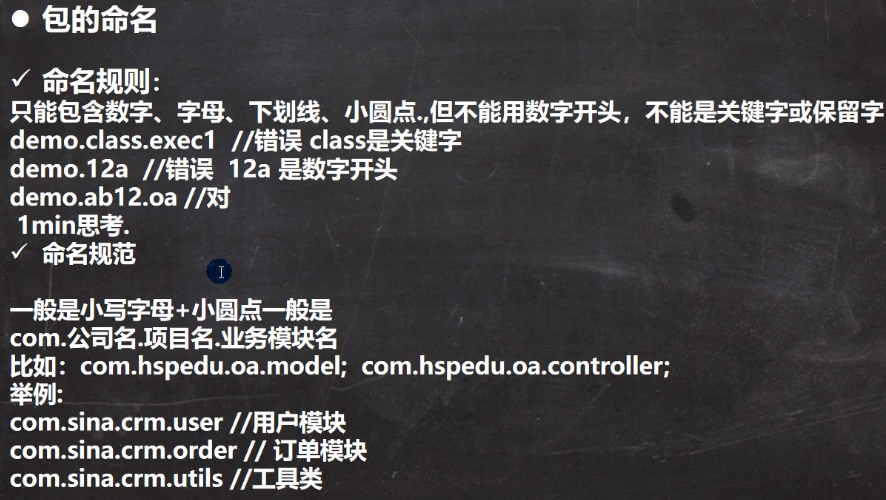 ● 包的命名
✓ 命名规则：
只能包含数字、字母、下划线、小圆点.,但不能用数字开头，不能是关键字或保留字
demo.class.exec1 //错误 class是关键字
demo.12a //错误 12a 是数字开头
demo.ab12.oa //对
1min思考.
✓ 命名规范
一般是小写字母+小圆点一般是
com.公司名.项目名.业务模块名
比如：com.hspedu.oa.model; com.hspedu.oa.controller;
举例:
com.sina.crm.user //用户模块
com.sina.crm.order // 订单模块
com.sina.crm.utils //工具类